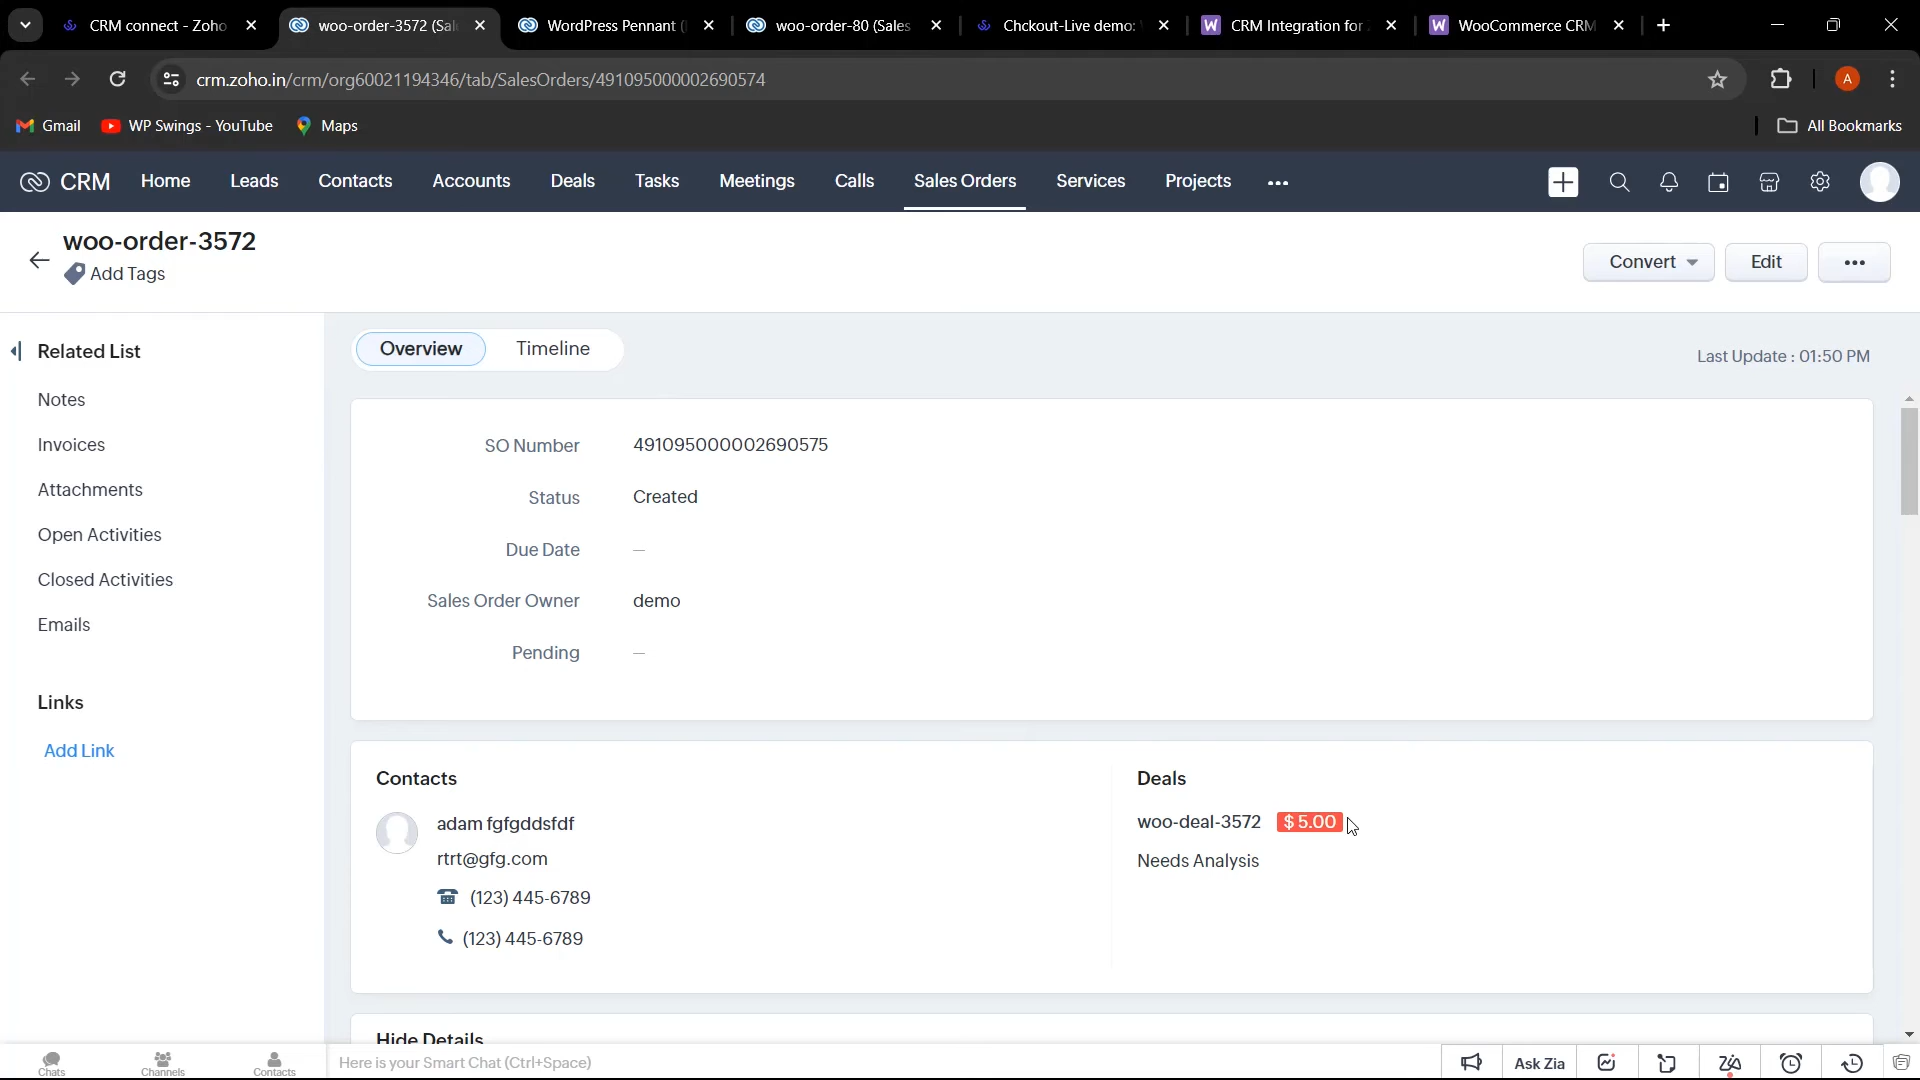 CRM connect - Zoho
woo-order-3572 (Sal
WordPress Pennant (
woo-order-80 (Sales
Chckout-Live demo:
CRM Integration for
WooCommerce CRM
crm.zoho.in/crm/org60021194346/tab/SalesOrders/491095000002690574
A
Gmail
WP Swings - YouTube
Maps
All Bookmarks
CRM
Home
Leads
Contacts
Accounts
Deals
Tasks
Meetings
Calls
Sales Orders
Services
Projects
woo-order-3572
Add Tags
Convert
Edit
Related List
Notes
Invoices
Attachments
Open Activities
Closed Activities
Emails
Links
Add Link
Overview
Timeline
Last Update : 01:50 PM
SO Number 491095000002690575
Status Created
Due Date —
Sales Order Owner demo
Pending —
Contacts
adam fgfgddsfdf
rtrt@gfg.com
(123) 445-6789
(123) 445-6789
Deals
woo-deal-3572 $ 5.00
Needs Analysis
Hide Details
Chats
Channels
Contacts
Here is your Smart Chat (Ctrl+Space)
Ask Zia